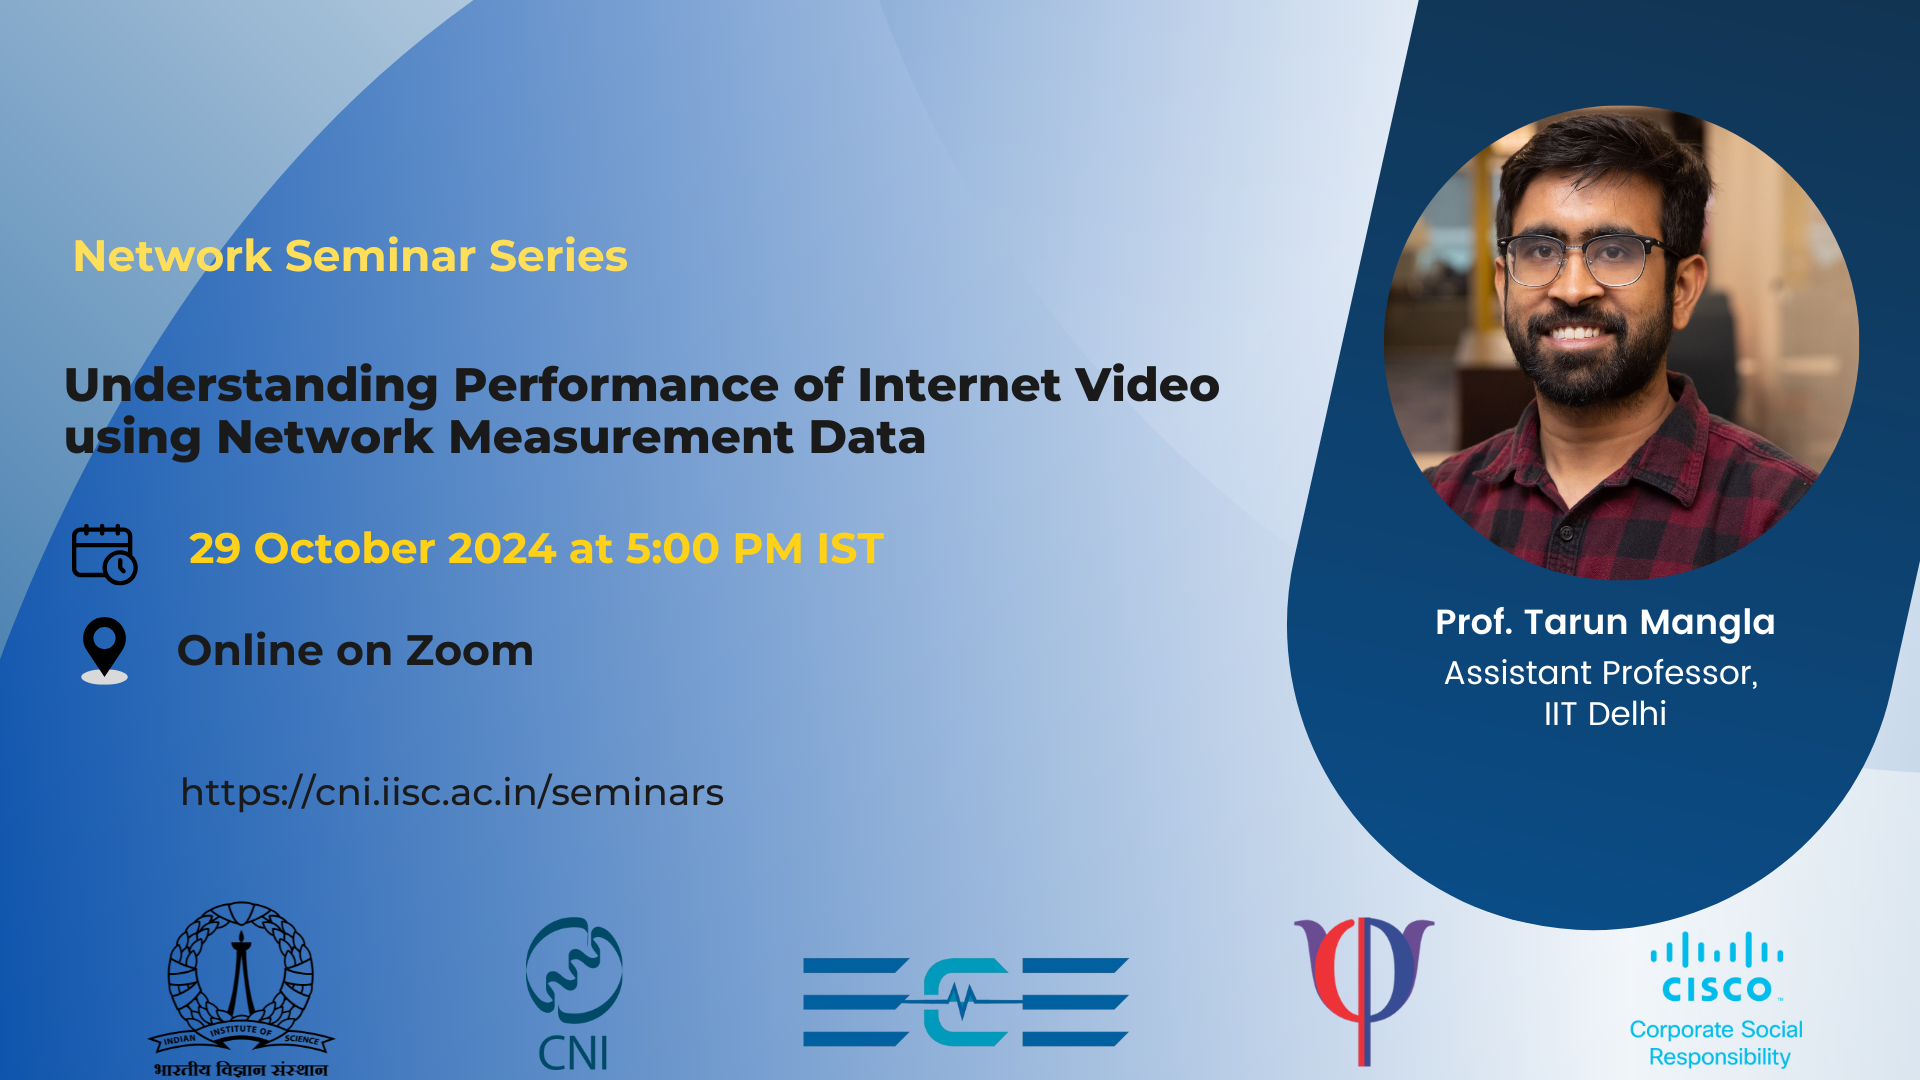 Network Seminar Series
Understanding Performance of Internet Video
using Network Measurement Data
29 October 2024 at 5:00 PM IST
Online on Zoom
https://cni.iisc.ac.in/seminars
Prof. Tarun Mangla
Assistant Professor,
IIT Delhi
INDIAN INSTITUTE OF SCIENCE
भारतीय विज्ञान संस्थान
CNI
ECE
CISCO
Corporate Social
Responsibility